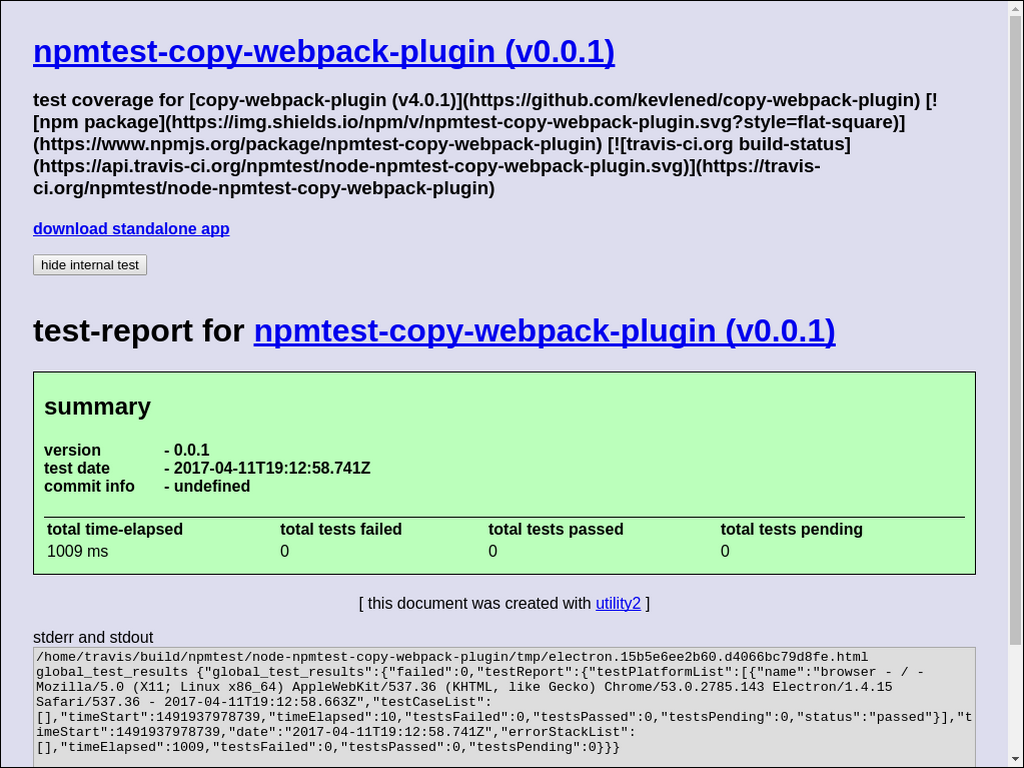 npmtest-copy-webpack-plugin (v0.0.1)
test coverage for [copy-webpack-plugin (v4.0.1)](https://github.com/kevlened/copy-webpack-plugin) [!
[npm package](https://img.shields.io/npm/v/npmtest-copy-webpack-plugin.svg?style=flat-square)]
(https://www.npmjs.org/package/npmtest-copy-webpack-plugin) [![travis-ci.org build-status]
(https://api.travis-ci.org/npmtest/node-npmtest-copy-webpack-plugin.svg)](https://travis-
ci.org/npmtest/node-npmtest-copy-webpack-plugin)
download standalone app
hide internal test
test-report for npmtest-copy-webpack-plugin (v0.0.1)
summary
version - 0.0.1
test date - 2017-04-11T19:12:58.741Z
commit info - undefined
total time-elapsed total tests failed total tests passed total tests pending
1009 ms 0 0 0
[ this document was created with utility2 ]
stderr and stdout
/home/travis/build/npmtest/node-npmtest-copy-webpack-plugin/tmp/electron.15b5e6ee2b60.d4066bc79d8fe.html
global_test_results {"global_test_results":{"failed":0,"testReport":{"testPlatformList":[{"name":"browser - / -
Mozilla/5.0 (X11; Linux x86_64) AppleWebKit/537.36 (KHTML, like Gecko) Chrome/53.0.2785.143 Electron/1.4.15
Safari/537.36 - 2017-04-11T19:12:58.663Z","testCaseList":
[],"timeStart":1491937978739,"timeElapsed":10,"testsFailed":0,"testsPassed":0,"testsPending":0,"status":"passed"}],"t
imeStart":1491937978739,"date":"2017-04-11T19:12:58.741Z","errorStackList":
[],"timeElapsed":1009,"testsFailed":0,"testsPassed":0,"testsPending":0}}}